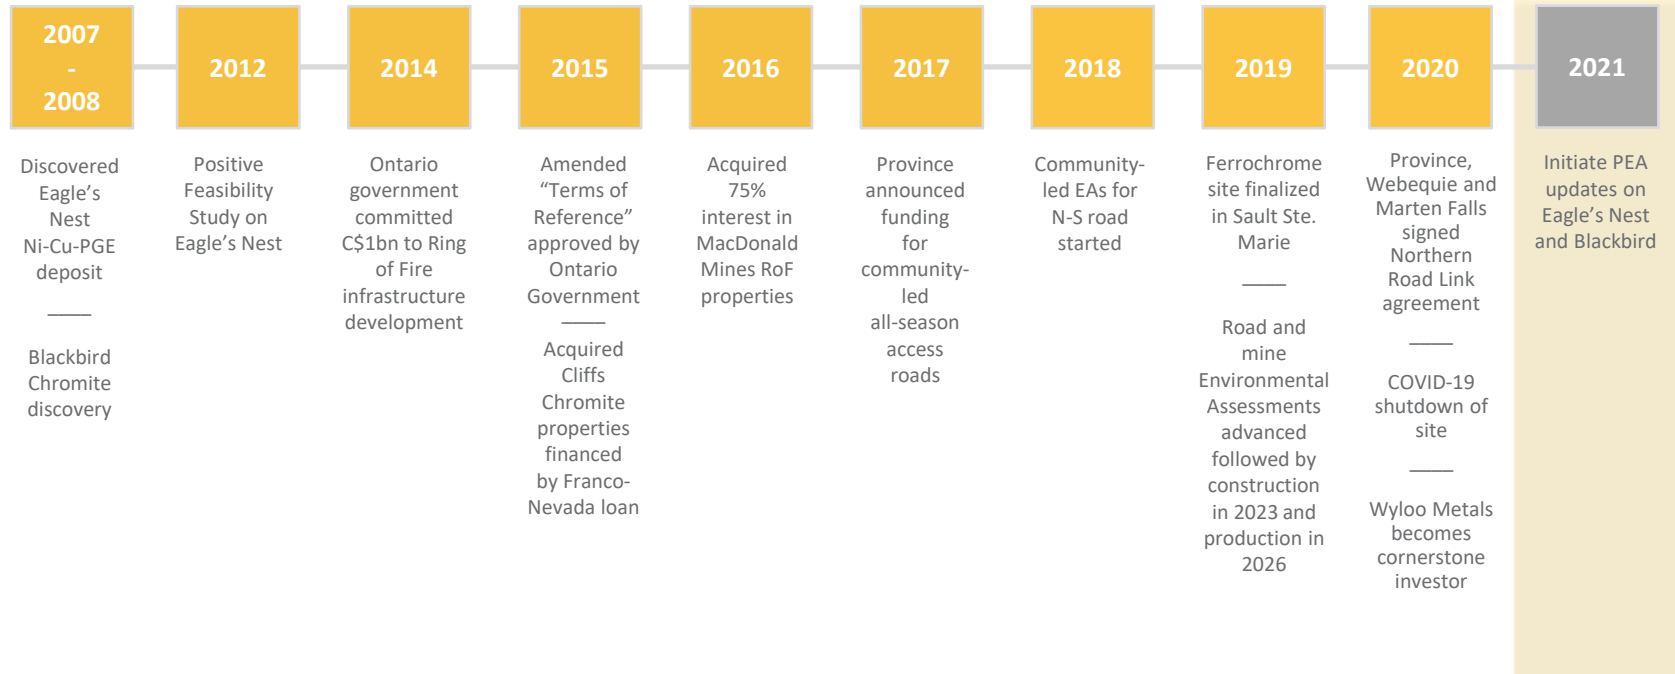 2007
-
2008
Discovered
Eagle’s
Nest
Ni-Cu-PGE
deposit
____
Blackbird
Chromite
discovery
2012
Positive
Feasibility
Study on
Eagle’s Nest
2014
Ontario
government
committed
C$1bn to Ring
of Fire
infrastructure
development
2015
Amended
“Terms of
Reference”
approved by
Ontario
Government
____
Acquired
Cliffs
Chromite
properties
financed
by Franco-
Nevada loan
2016
Acquired
75%
interest in
MacDonald
Mines RoF
properties
2017
Province
announced
funding
for
community-
led
all-season
access
roads
2018
Community-
led EAs for
N-S road
started
2019
Ferrochrome
site finalized
in Sault Ste.
Marie
____
Road and
mine
Environmental
Assessments
advanced
followed by
construction
in 2023 and
production in
2026
2020
Province,
Webequie and
Marten Falls
signed
Northern
Road Link
agreement
____
COVID-19
shutdown of
site
____
Wyloo Metals
becomes
cornerstone
investor
2021
Initiate PEA
updates on
Eagle’s Nest
and Blackbird